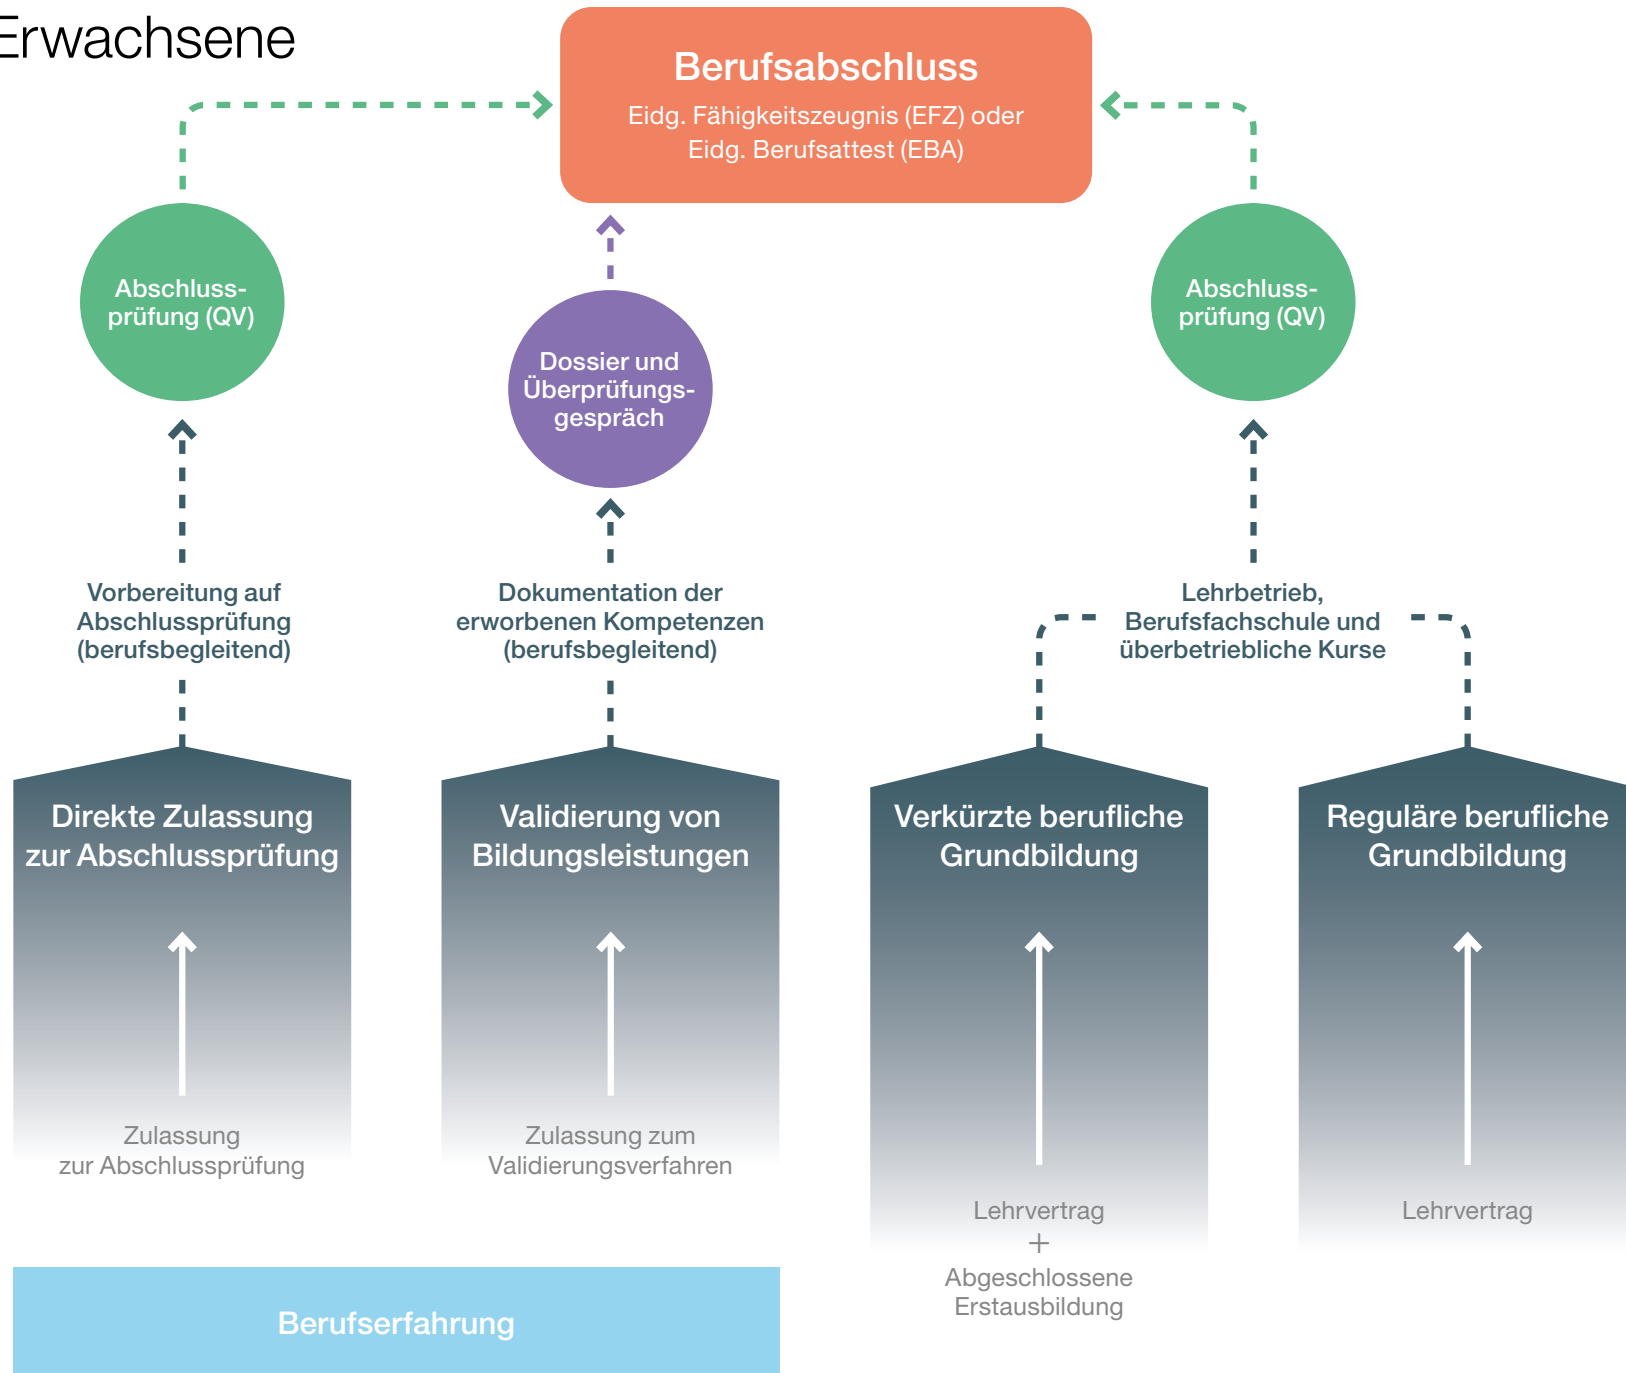 Erwachsene
Berufsabschluss
Eidg. Fähigkeitszeugnis (EFZ) oder
Eidg. Berufsattest (EBA)
Abschluss-
prüfung (QV)
Dossier und
Überprüfungs-
gespräch
Abschluss-
prüfung (QV)
Vorbereitung auf
Abschlussprüfung
(berufsbegleitend)
Dokumentation der
erworbenen Kompetenzen
(berufsbegleitend)
Lehrbetrieb,
Berufsfachschule und
überbetriebliche Kurse
Direkte Zulassung
zur Abschlussprüfung
Validierung von
Bildungsleistungen
Verkürzte berufliche
Grundbildung
Reguläre berufliche
Grundbildung
Zulassung
zur Abschlussprüfung
Zulassung zum
Validierungsverfahren
Lehrvertrag
+
Abgeschlossene
Erstausbildung
Lehrvertrag
Berufserfahrung